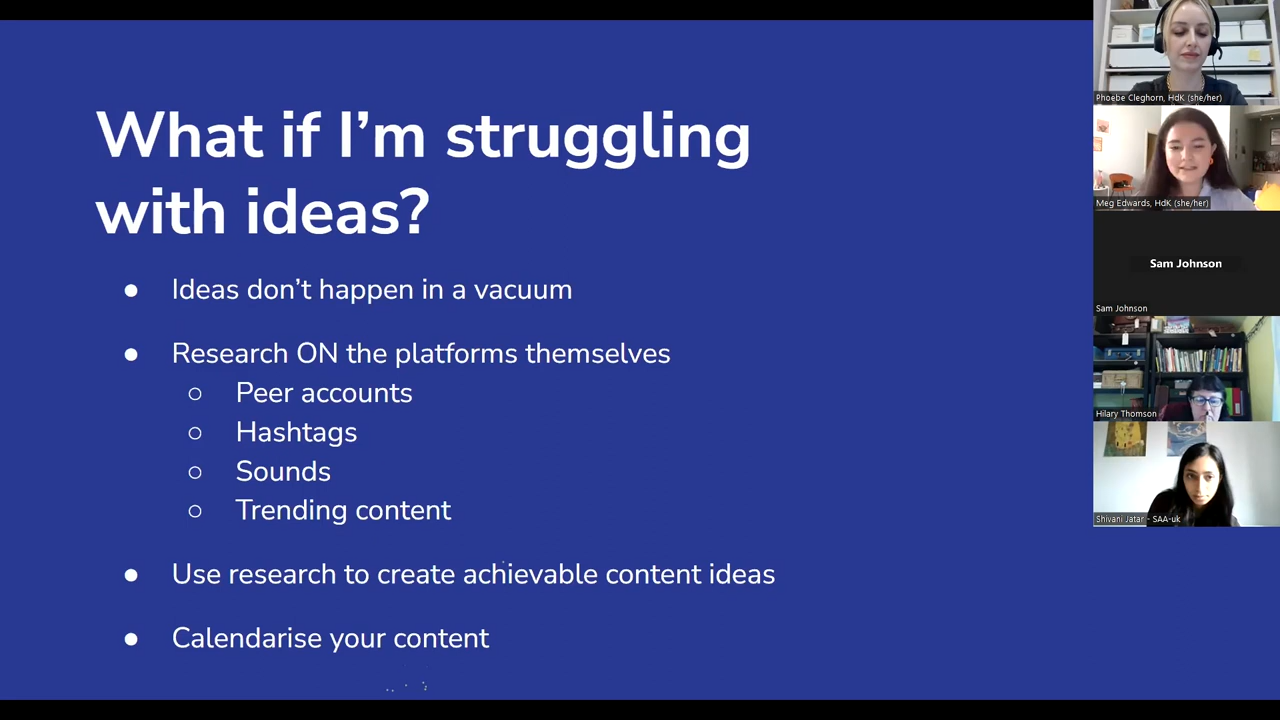 What if I'm struggling
with ideas?
● Ideas don't happen in a vacuum
● Research ON the platforms themselves
○ Peer accounts
○ Hashtags
○ Sounds
○ Trending content
● Use research to create achievable content ideas
● Calendarise your content
Phoebe Cleghorn, HdK (she/her)
Meg Edwards, HdK (she/her)
Sam Johnson
Sam Johnson
Hilary Thomson
Shivani Jatar - SAA-uk